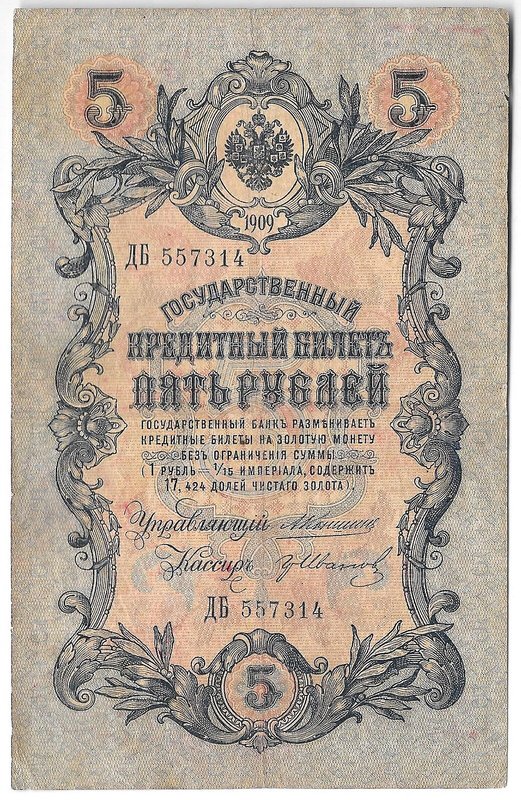 5 5
1909
ДБ 557314
ГОСУДАРСТВЕННЫЙ
КРЕДИТНЫЙ БИЛЕТЪ
ПЯТЬ РУБЛЕЙ
ГОСУДАРСТВЕННЫЙ БАНКЪ РАЗМѢНИВАЕТЪ
КРЕДИТНЫЕ БИЛЕТЫ НА ЗОЛОТУЮ МОНЕТУ
БЕЗЪ ОГРАНИЧЕНІЯ СУММЫ.
(1 РУБЛЬ = 1/15 ИМПЕРІАЛА, СОДЕРЖИТЪ
17,424 ДОЛЕЙ ЧИСТАГО ЗОЛОТА).
Управляющій
Кассиръ
ДБ 557314
5